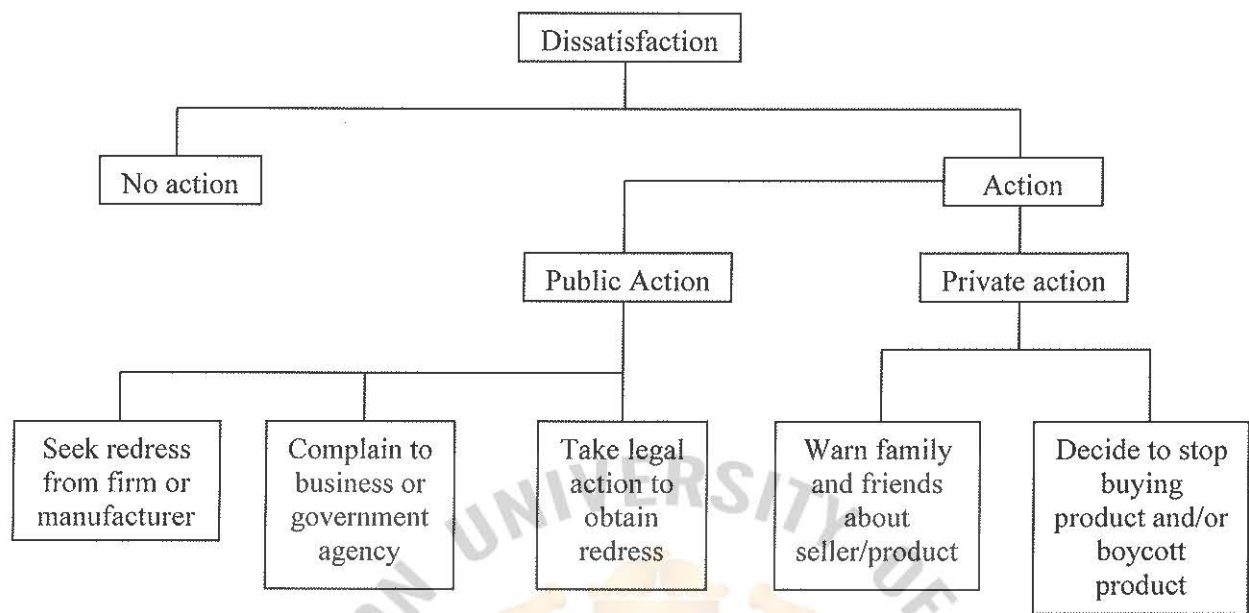 Dissatisfaction
No action
Action
Public Action
Private action
Seek redress
from firm or
manufacturer
Complain to
business or
government
agency
Take legal
action to
obtain
redress
Warn family
and friends
about
seller/product
Decide to stop
buying
product and/or
boycott
product
UNIVERSITY OF